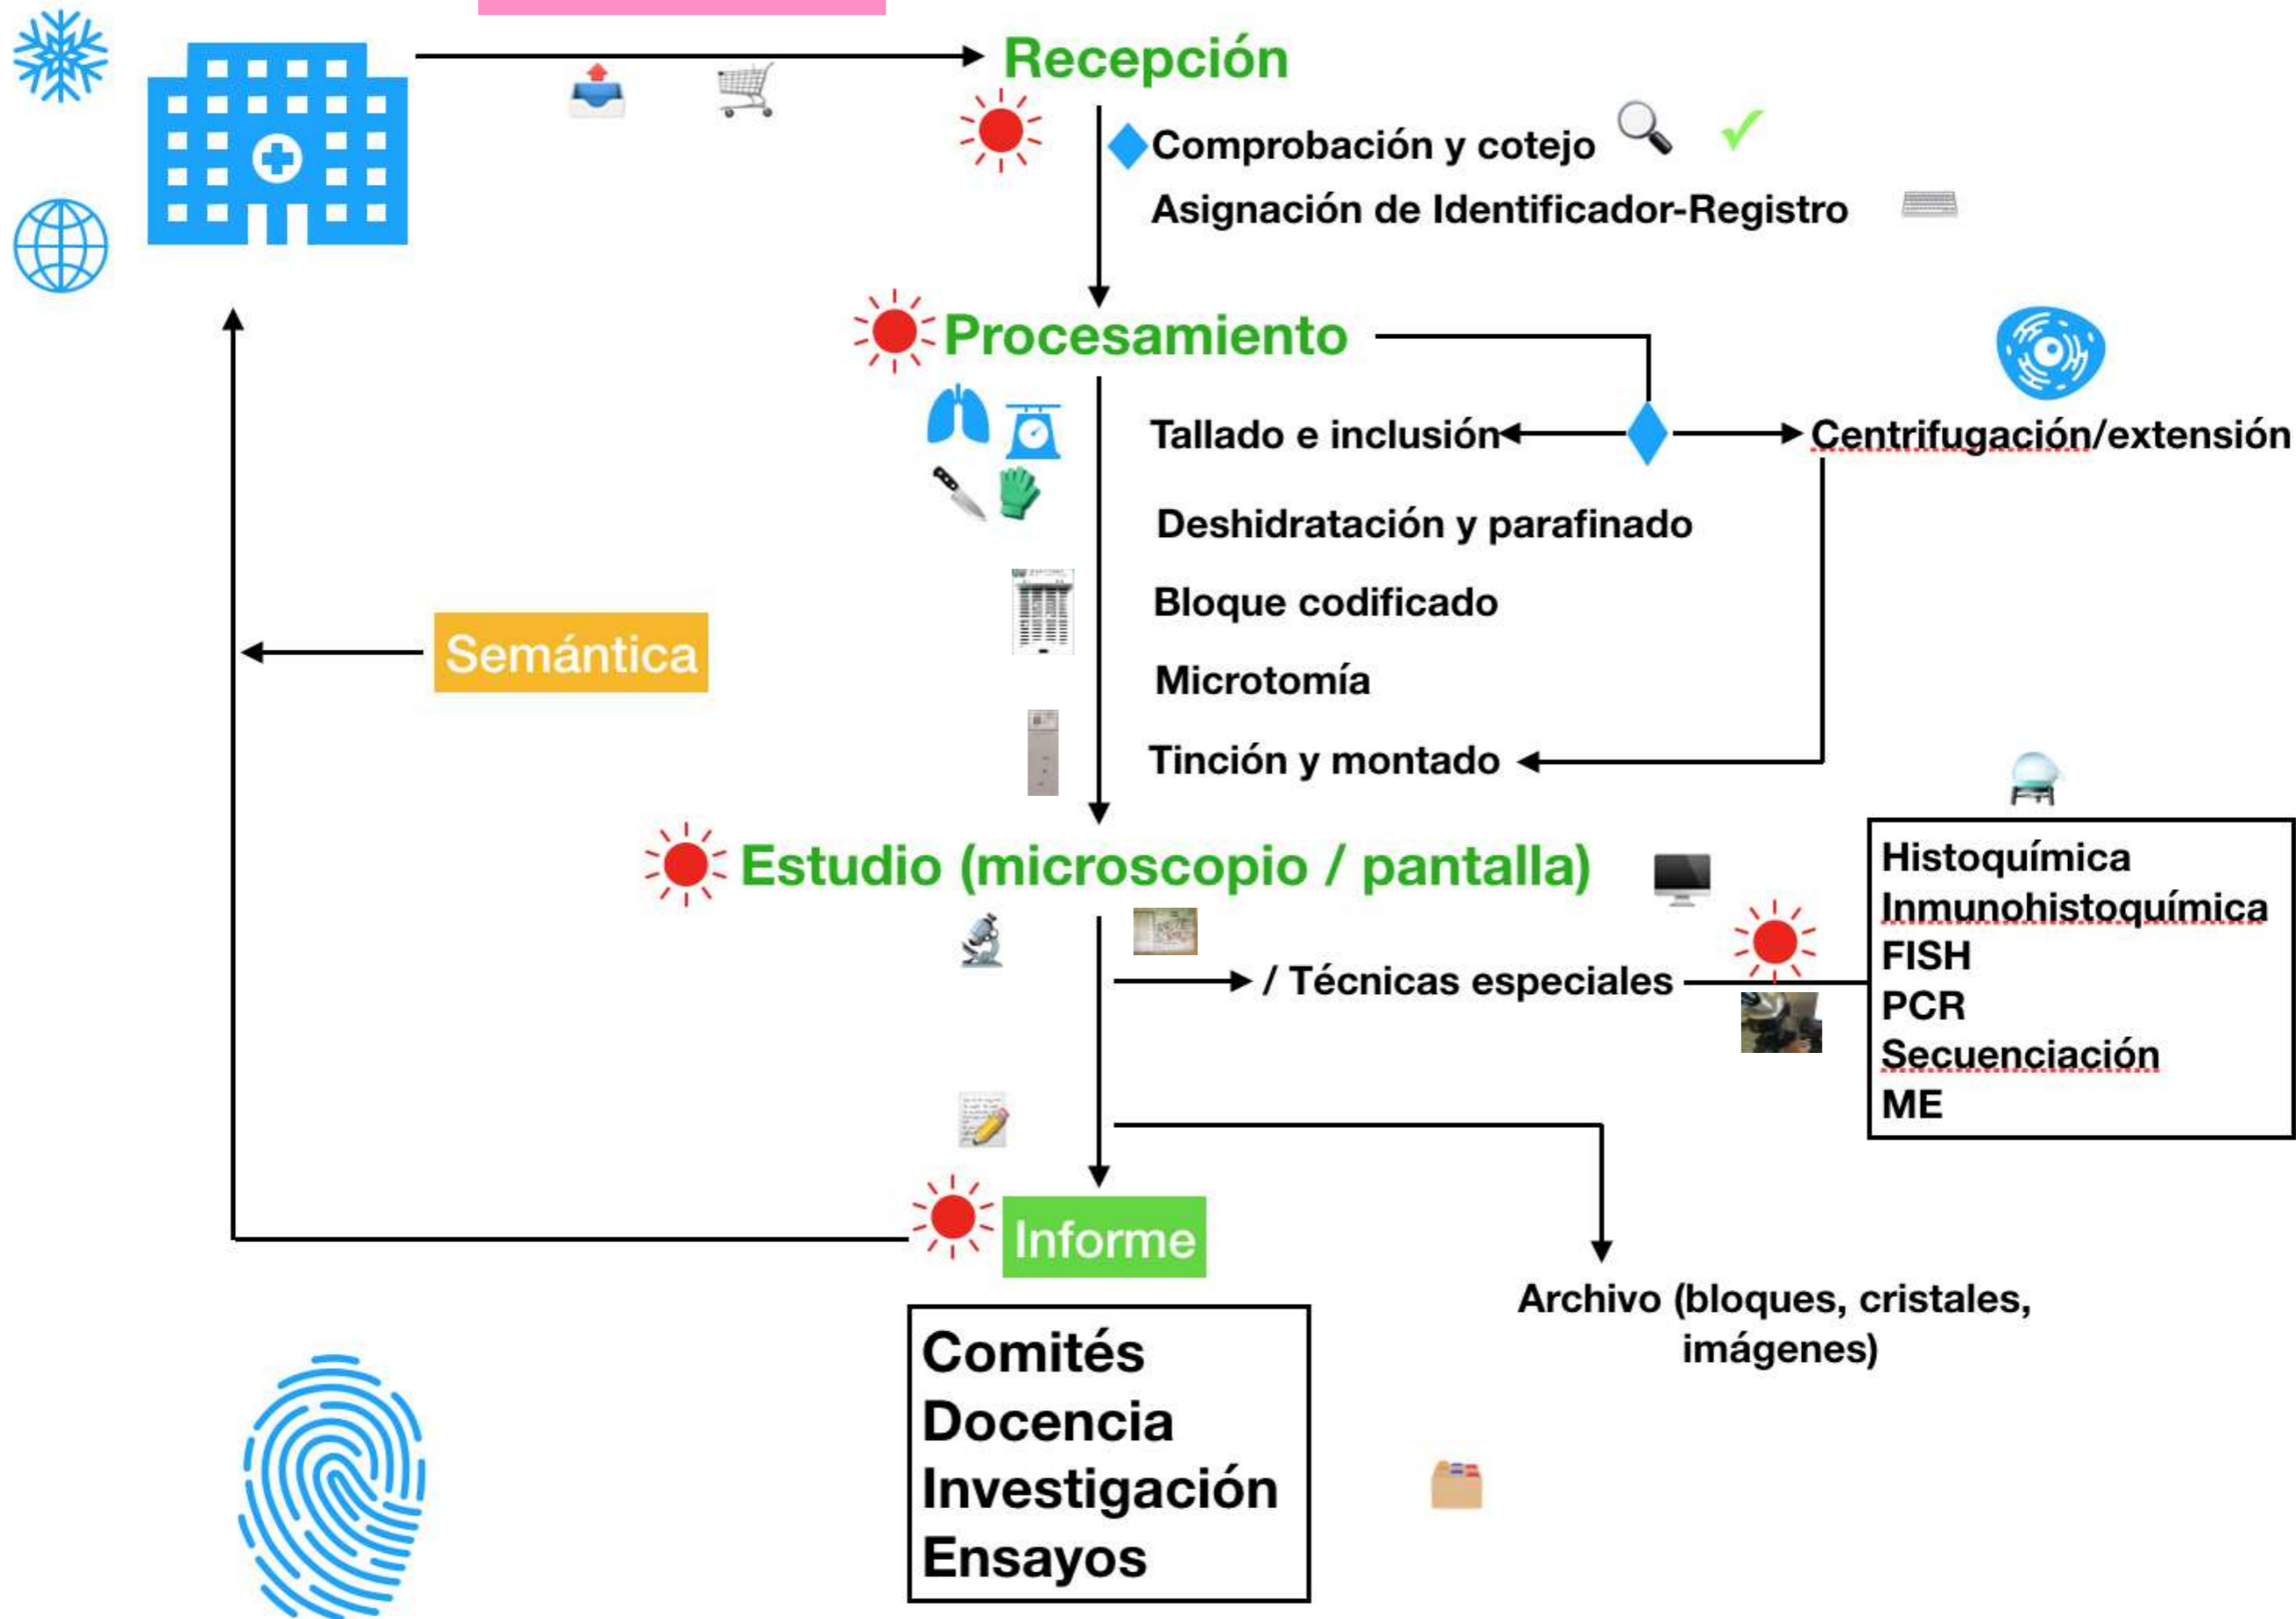 Recepción
Comprobación y cotejo
Asignación de Identificador-Registro
Procesamiento
Tallado e inclusión
Centrifugación/extensión
Deshidratación y parafinado
Bloque codificado
Semántica
Microtomía
Tinción y montado
Estudio (microscopio / pantalla)
/ Técnicas especiales
Histoquímica
Inmunohistoquímica
FISH
PCR
Secuenciación
ME
Informe
Archivo (bloques, cristales,
imágenes)
Comités
Docencia
Investigación
Ensayos